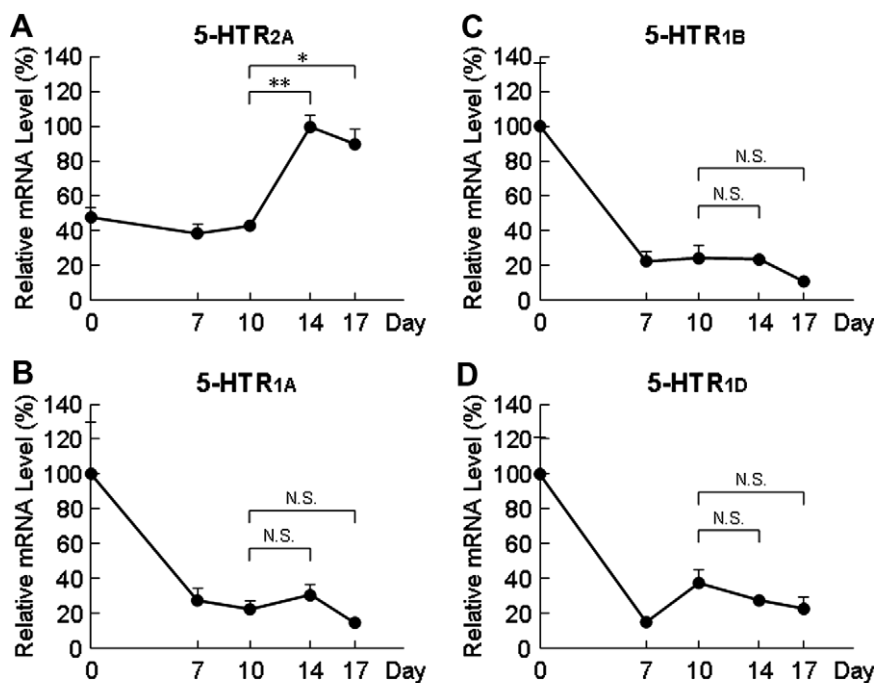 A
5-HTR2A
Relative mRNA Level (%)
140
120
100
80
60
40
20
0
*
**
0 7 10 14 17 Day
C
5-HTR1B
Relative mRNA Level (%)
140
120
100
80
60
40
20
0
N.S.
N.S.
0 7 10 14 17 Day
B
5-HTR1A
Relative mRNA Level (%)
140
120
100
80
60
40
20
0
N.S.
N.S.
0 7 10 14 17 Day
D
5-HTR1D
Relative mRNA Level (%)
140
120
100
80
60
40
20
0
N.S.
N.S.
0 7 10 14 17 Day